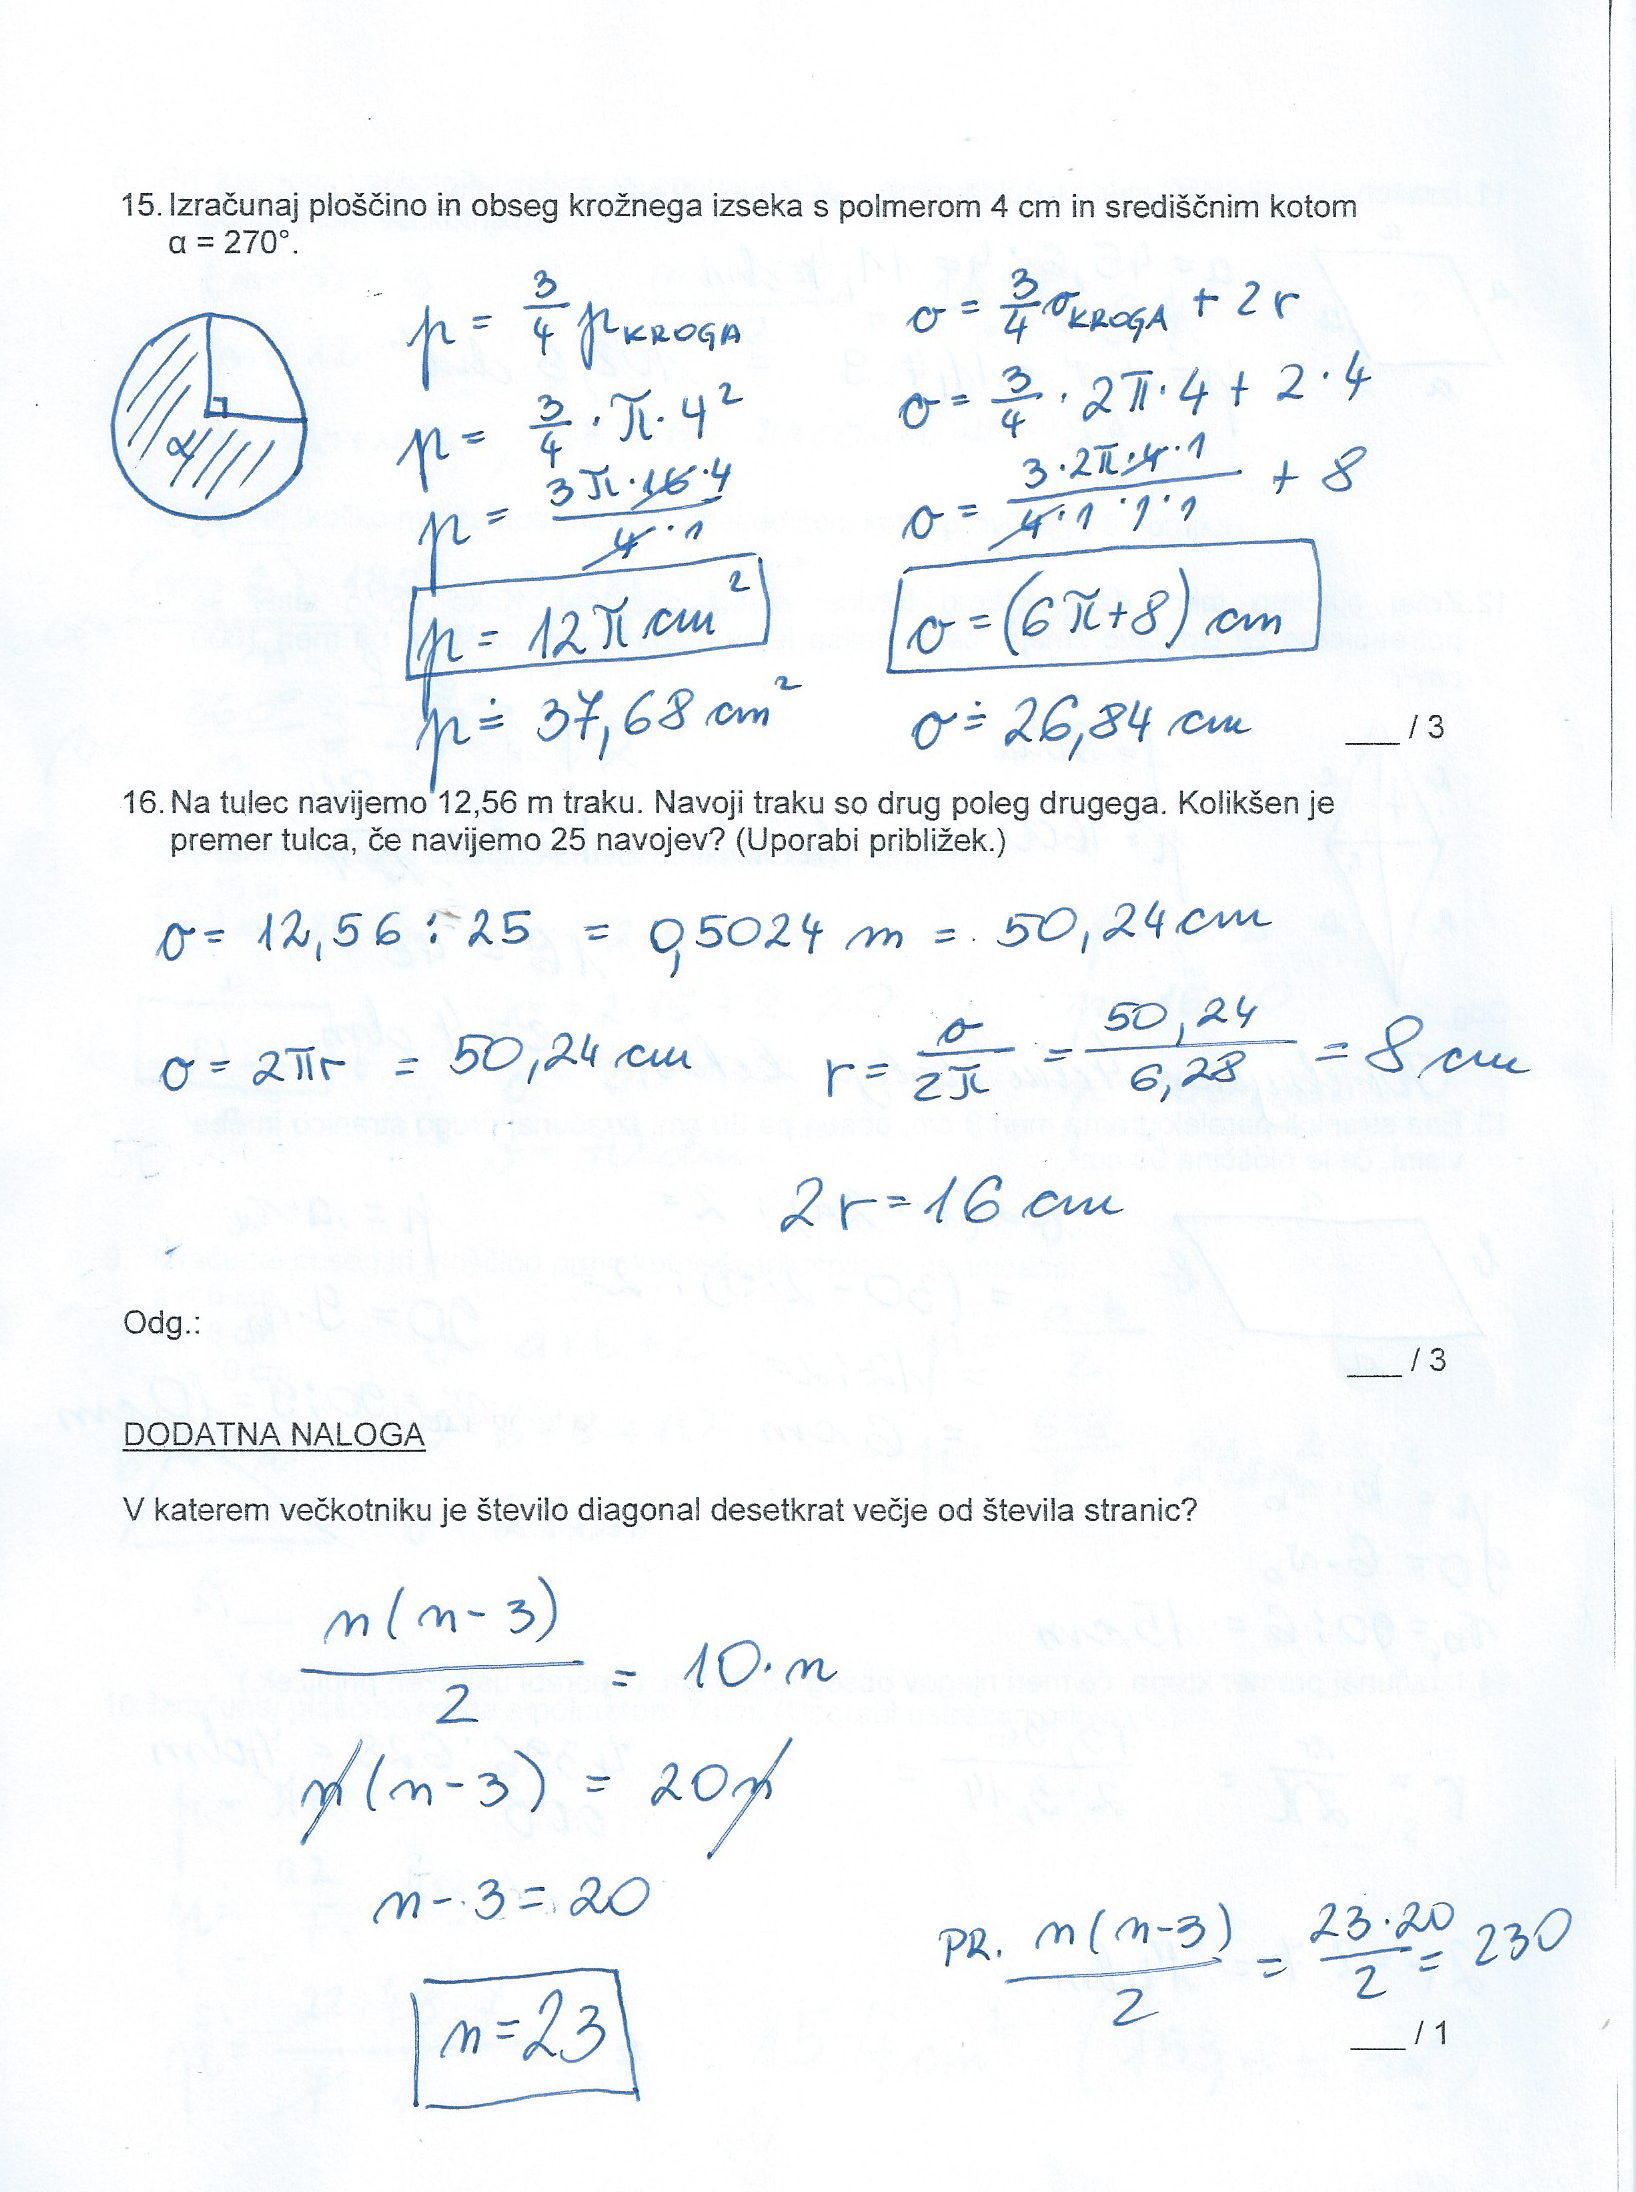 15. Izračunaj ploščino in obseg krožnega izseka s polmerom 4 cm in središčnim kotom
α = 270°.
α
p = 3/4 p KROGA
p = 3/4 · π · 4²
p = 3π · 16 · 4 / 4 · 1
p = 12π cm²
p ≐ 37,68 cm²
o = 3/4 o KROGA + 2r
o = 3/4 · 2π · 4 + 2 · 4
o = 3 · 2π · 4 · 1 / 4 · 1 · 1 · 1 + 8
o = (6π+8) cm
o ≐ 26,84 cm
___ / 3
16. Na tulec navijemo 12,56 m traku. Navoji traku so drug poleg drugega. Kolikšen je
premer tulca, če navijemo 25 navojev? (Uporabi približek.)
o = 12,56 : 25 = 0,5024 m = 50,24 cm
o = 2πr = 50,24 cm r = o/2π = 50,24/6,28 = 8 cm
2r = 16 cm
Odg.:
___ / 3
DODATNA NALOGA
V katerem večkotniku je število diagonal desetkrat večje od števila stranic?
n(n-3)/2 = 10·n
n(n-3) = 20n
n - 3 = 20
n = 23
PR. n(n-3)/2 = 23·20/2 = 230
___ / 1